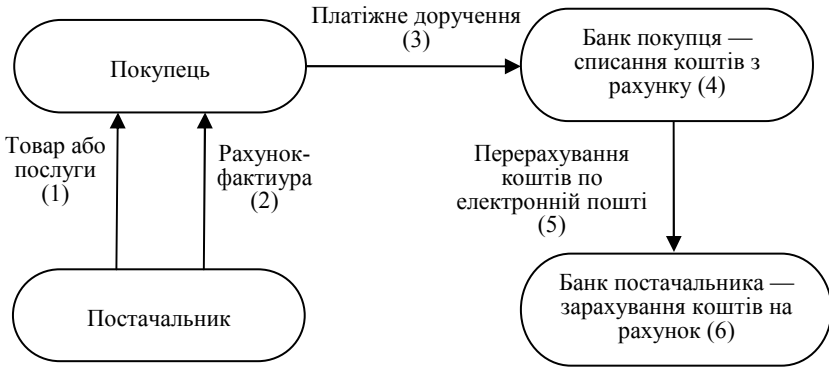 Платіжне доручення
(3)
Покупець
Банк покупця —
списання коштів з
рахунку (4)
Товар або
послуги
(1)
Рахунок-
фактиура
(2)
Перерахування
коштів по
електронній пошті
(5)
Постачальник
Банк постачальника —
зарахування коштів на
рахунок (6)